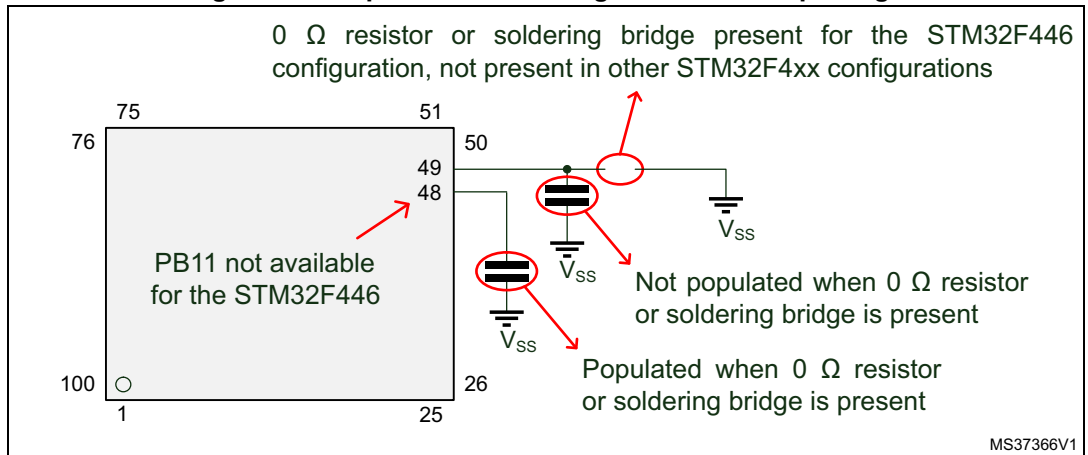 0 Ω resistor or soldering bridge present for the STM32F446
configuration, not present in other STM32F4xx configurations
75
51
76
50
49
48
VSS
PB11 not available
for the STM32F446
VSS
Not populated when 0 Ω resistor
or soldering bridge is present
VSS
Populated when 0 Ω resistor
or soldering bridge is present
100
26
1
25
MS37366V1